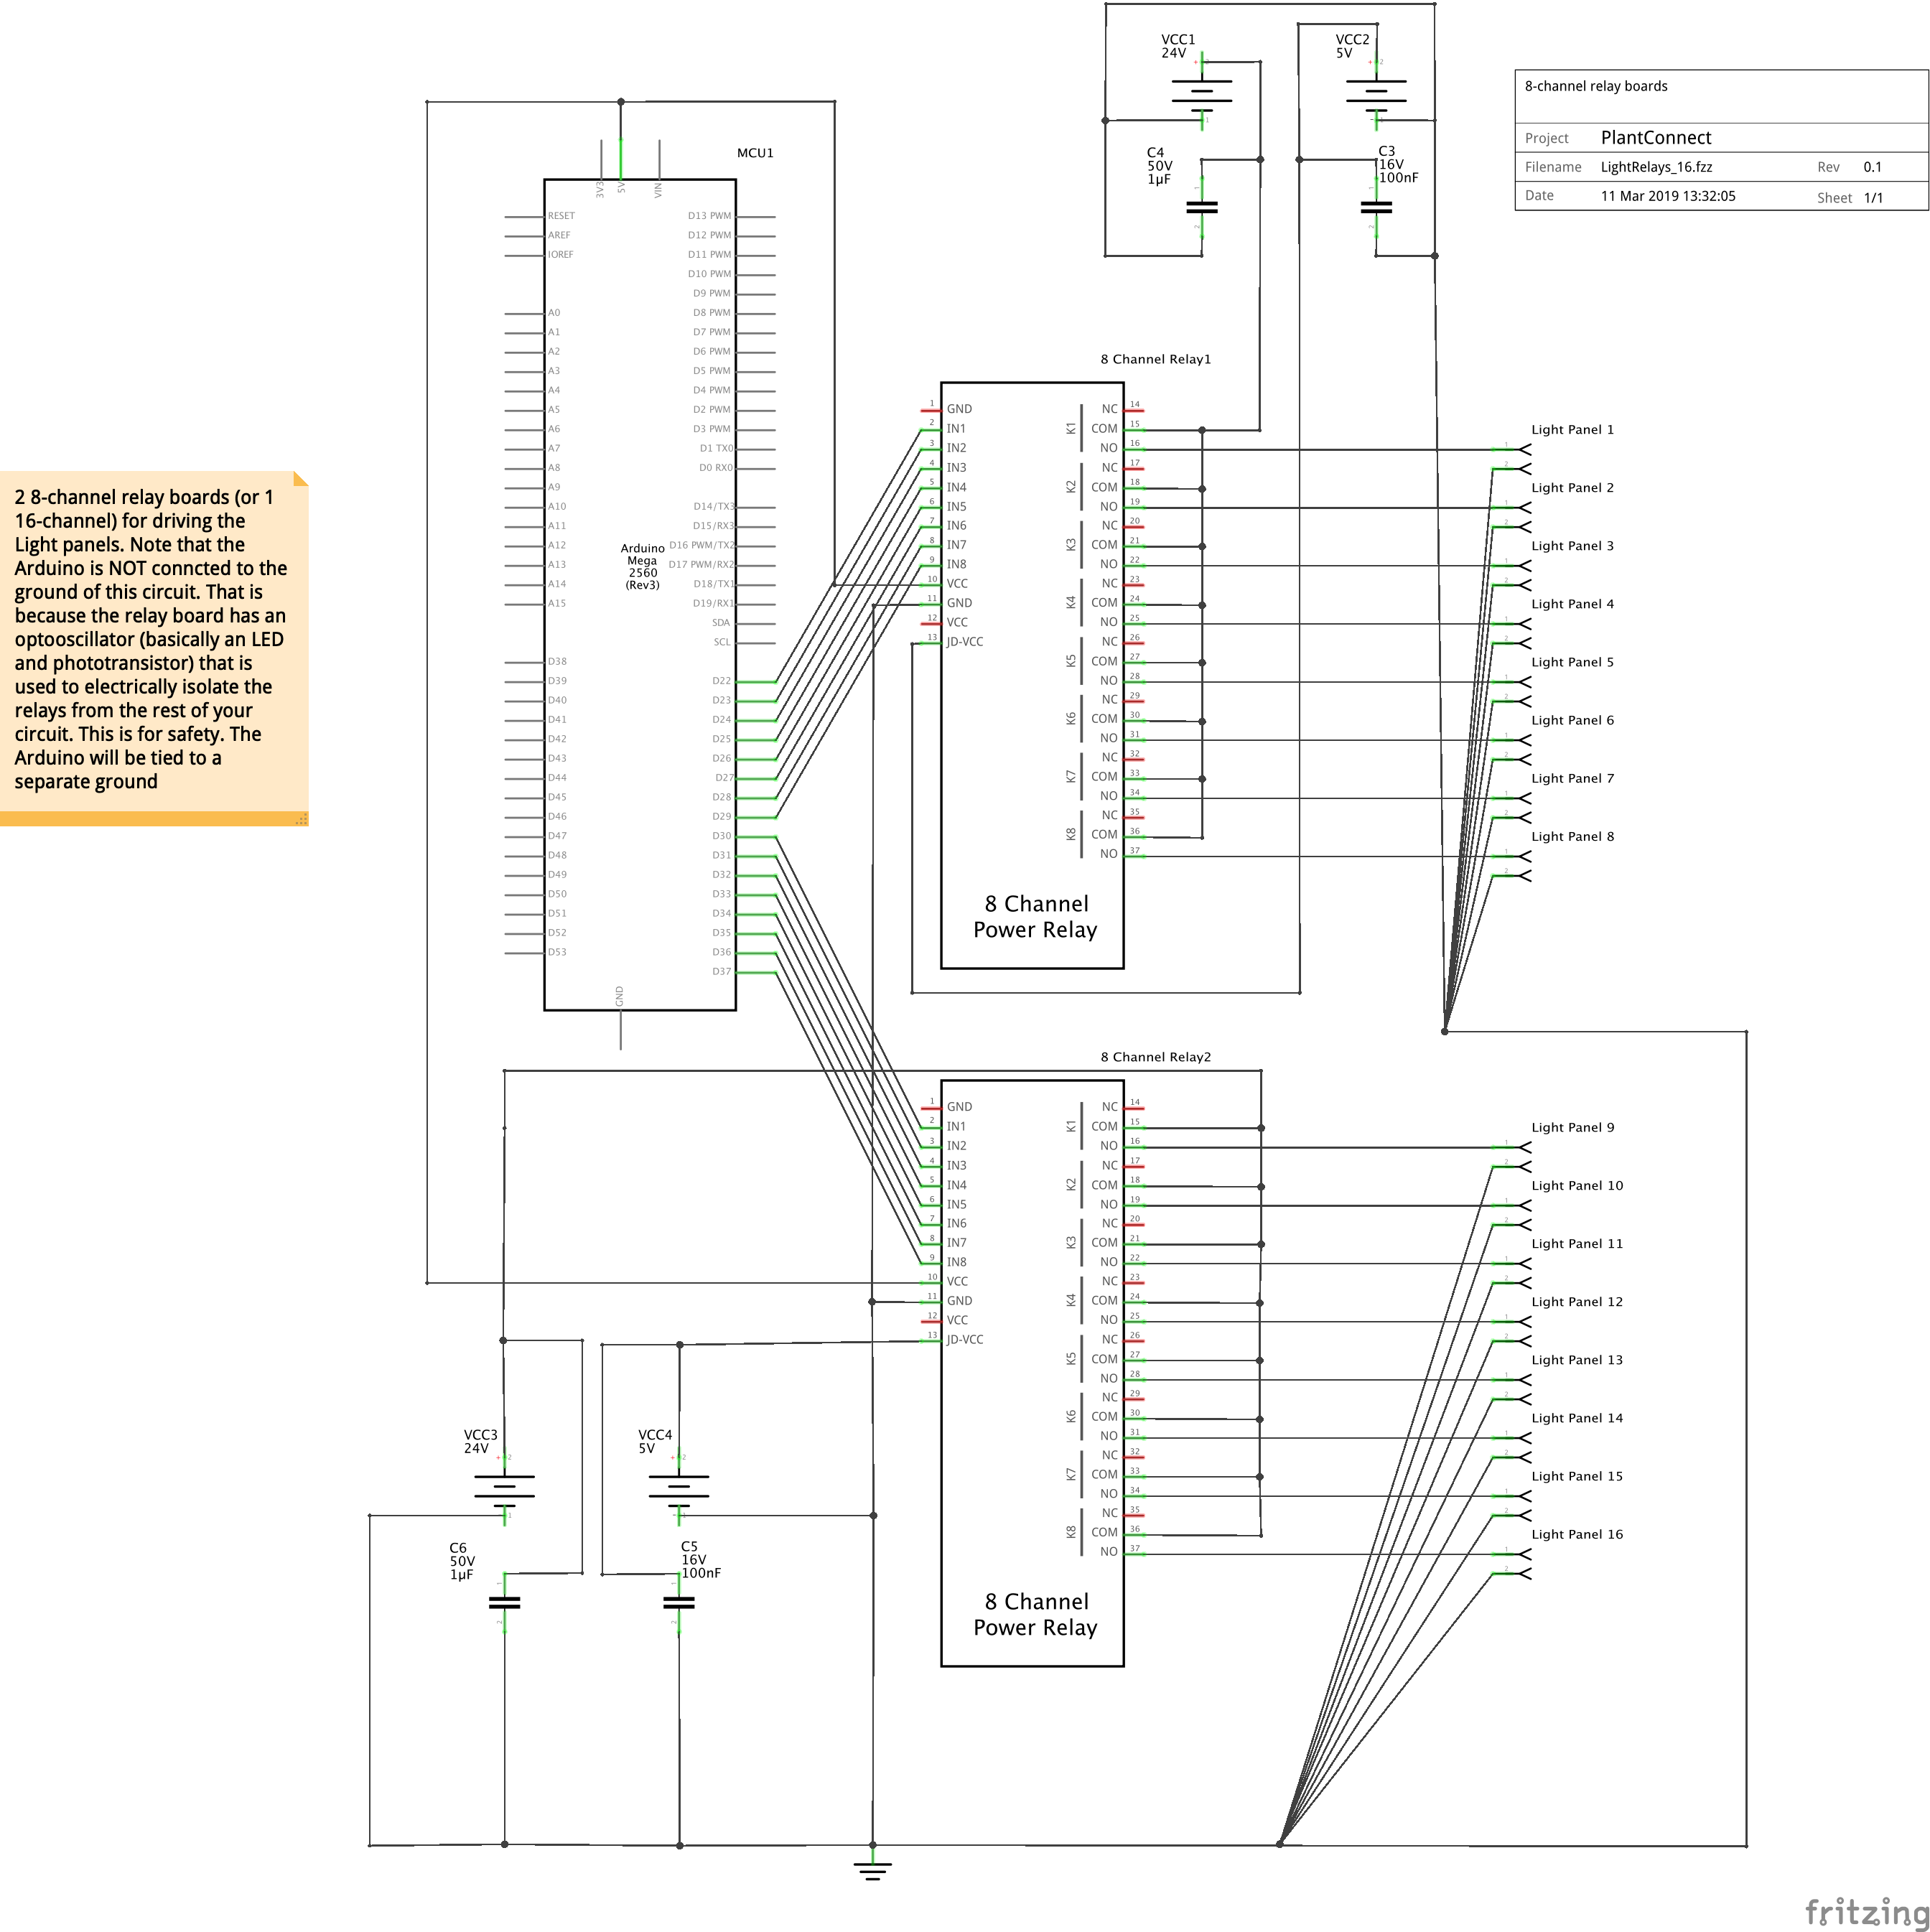 VCC1
24V
VCC2
5V
C4
50V
1µF
C3
16V
100nF
8-channel relay boards
Project PlantConnect
Filename LightRelays_16.fzz Rev 0.1
Date 11 Mar 2019 13:32:05 Sheet 1/1
MCU1
3V3
5V
VIN
RESET
AREF
IOREF
A0
A1
A2
A3
A4
A5
A6
A7
A8
A9
A10
A11
A12
A13
A14
A15
D38
D39
D40
D41
D42
D43
D44
D45
D46
D47
D48
D49
D50
D51
D52
D53
Arduino
Mega
2560
(Rev3)
D13 PWM
D12 PWM
D11 PWM
D10 PWM
D9 PWM
D8 PWM
D7 PWM
D6 PWM
D5 PWM
D4 PWM
D2 PWM
D3 PWM
D1 TX0
D0 RX0
D14/TX3
D15/RX3
D16 PWM/TX2
D17 PWM/RX2
D18/TX1
D19/RX1
SDA
SCL
D22
D23
D24
D25
D26
D27
D28
D29
D30
D31
D32
D33
D34
D35
D36
D37
GND
2 8-channel relay boards (or 1
16-channel) for driving the
Light panels. Note that the
Arduino is NOT conncted to the
ground of this circuit. That is
because the relay board has an
optooscillator (basically an LED
and phototransistor) that is
used to electrically isolate the
relays from the rest of your
circuit. This is for safety. The
Arduino will be tied to a
separate ground
8 Channel Relay1
1 GND
2 IN1
3 IN2
4 IN3
5 IN4
6 IN5
7 IN6
8 IN7
9 IN8
10 VCC
11 GND
12 VCC
13 JD-VCC
K1
NC 14
COM 15
NO 16
K2
NC 17
COM 18
NO 19
K3
NC 20
COM 21
NO 22
K4
NC 23
COM 24
NO 25
K5
NC 26
COM 27
NO 28
K6
NC 29
COM 30
NO 31
K7
NC 32
COM 33
NO 34
K8
NC 35
COM 36
NO 37
8 Channel
Power Relay
Light Panel 1
Light Panel 2
Light Panel 3
Light Panel 4
Light Panel 5
Light Panel 6
Light Panel 7
Light Panel 8
8 Channel Relay2
1 GND
2 IN1
3 IN2
4 IN3
5 IN4
6 IN5
7 IN6
8 IN7
9 IN8
10 VCC
11 GND
12 VCC
13 JD-VCC
K1
NC 14
COM 15
NO 16
K2
NC 17
COM 18
NO 19
K3
NC 20
COM 21
NO 22
K4
NC 23
COM 24
NO 25
K5
NC 26
COM 27
NO 28
K6
NC 29
COM 30
NO 31
K7
NC 32
COM 33
NO 34
K8
NC 35
COM 36
NO 37
8 Channel
Power Relay
Light Panel 9
Light Panel 10
Light Panel 11
Light Panel 12
Light Panel 13
Light Panel 14
Light Panel 15
Light Panel 16
VCC3
24V
VCC4
5V
C6
50V
1µF
C5
16V
100nF
fritzing